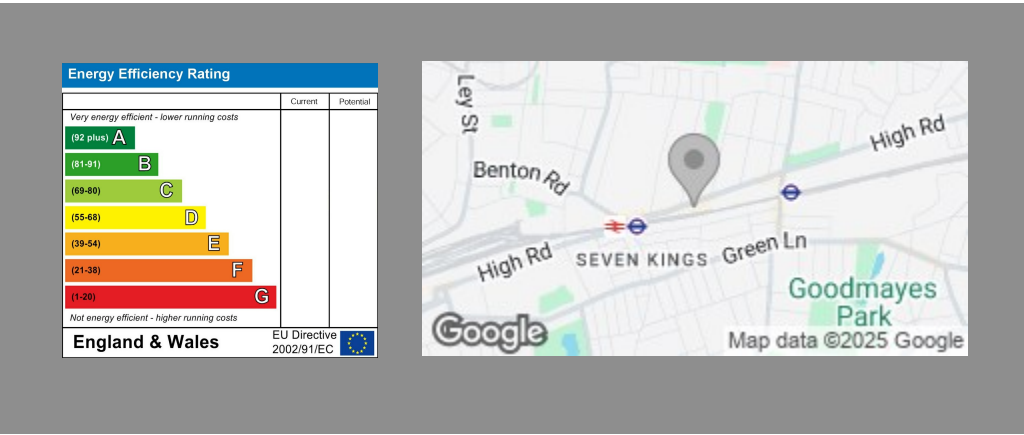 Energy Efficiency Rating
Current Potential
Very energy efficient - lower running costs
(92 plus) A
(81-91) B
(69-80) C
(55-68) D
(39-54) E
(21-38) F
(1-20) G
Not energy efficient - higher running costs
England & Wales
EU Directive
2002/91/EC
Ley St
High Rd
Benton Rd
High Rd
SEVEN KINGS
Green Ln
Goodmayes
Park
Google
Map data ©2025 Google